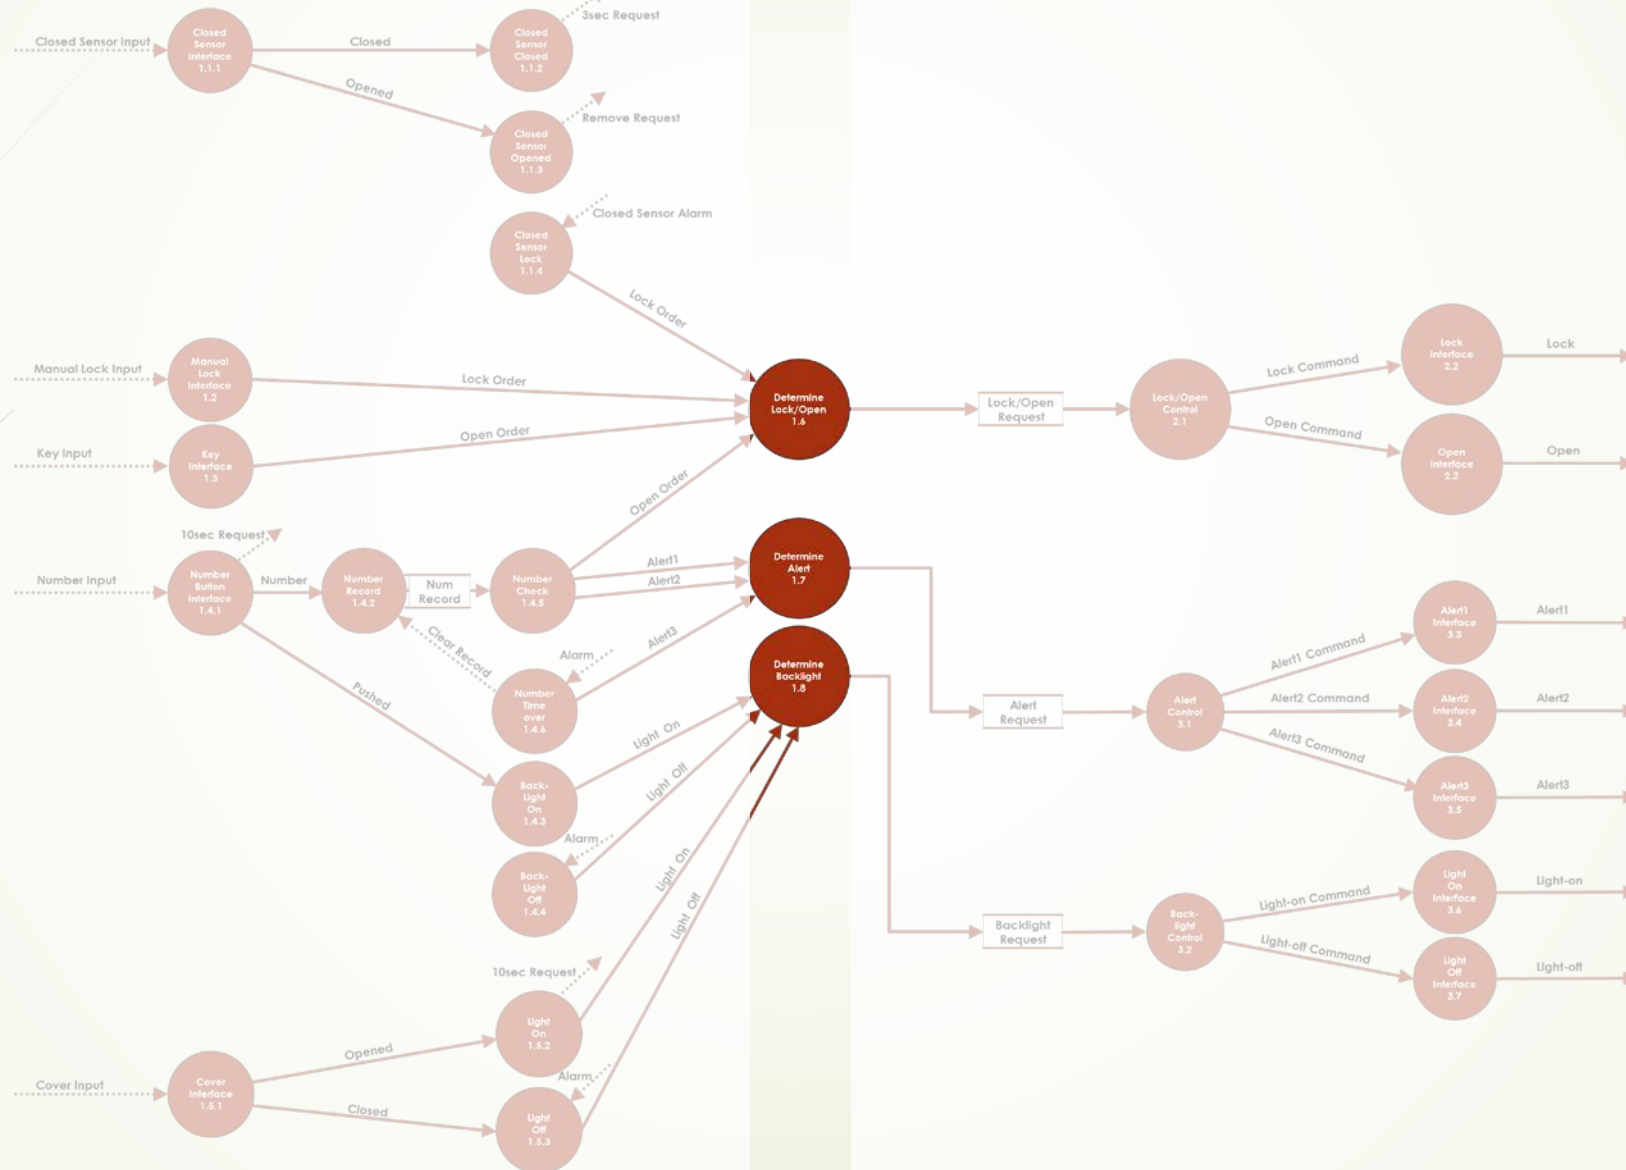 3sec Request
Closed Sensor Input
Closed
Sensor
Interface
1.1.1
Closed
Closed
Sensor
Closed
1.1.2
Opened
Remove Request
Closed
Sensor
Opened
1.1.3
Closed Sensor Alarm
Closed
Sensor
Lock
1.1.4
Lock Order
Manual Lock Input
Manual
Lock
Interface
1.2
Lock Order
Key Input
Key
Interface
1.3
Open Order
Determine
Lock/Open
1.6
Lock/Open
Request
Lock/Open
Control
2.1
Lock Command
Lock
Interface
2.2
Lock
Open Command
Open
Interface
2.2
Open
Open Order
10sec Request
Number Input
Number
Button
Interface
1.4.1
Number
Number
Record
1.4.2
Num
Record
Number
Check
1.4.5
Alert1
Alert2
Determine
Alert
1.7
Clear Record
Alarm
Alert3
Number
Time
over
1.4.6
Pushed
Determine
Backlight
1.8
Light On
Back-
Light
On
1.4.3
Light Off
Alarm
Back-
Light
Off
1.4.4
Light On
Light Off
Alert
Request
Alert
Control
3.1
Alert1 Command
Alert1
Interface
3.3
Alert1
Alert2 Command
Alert2
Interface
3.4
Alert2
Alert3 Command
Alert3
Interface
3.5
Alert3
Backlight
Request
Back-
light
Control
3.2
Light-on Command
Light
On
Interface
3.6
Light-on
Light-off Command
Light
Off
Interface
3.7
Light-off
10sec Request
Light
On
1.5.2
Opened
Cover Input
Cover
Interface
1.5.1
Closed
Alarm
Light
Off
1.5.3